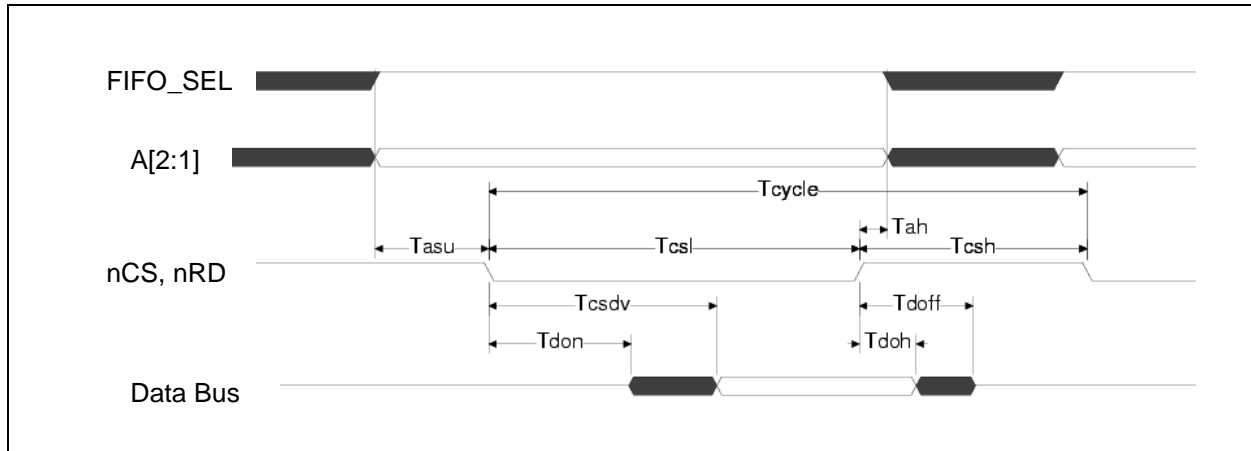 FIFO_SEL
A[2:1]
Tcycle
Tah
Tasu
Tcsl
Tcsh
nCS, nRD
Tcsdv
Tdoff
Tdon
Tdoh
Data Bus